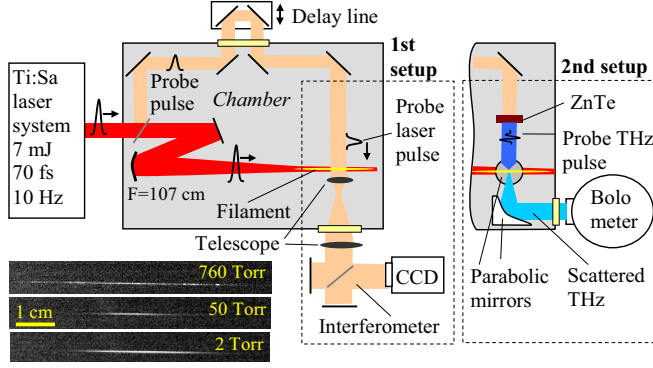 Delay line
1st
setup
2nd setup
Ti:Sa
laser
system
7 mJ
70 fs
10 Hz
Probe
pulse
Chamber
Probe
laser
pulse
F=107 cm
Filament
Telescope
CCD
Interferometer
ZnTe
Probe THz
pulse
Bolo
meter
Parabolic
mirrors
Scattered
THz
760 Torr
1 cm
50 Torr
2 Torr